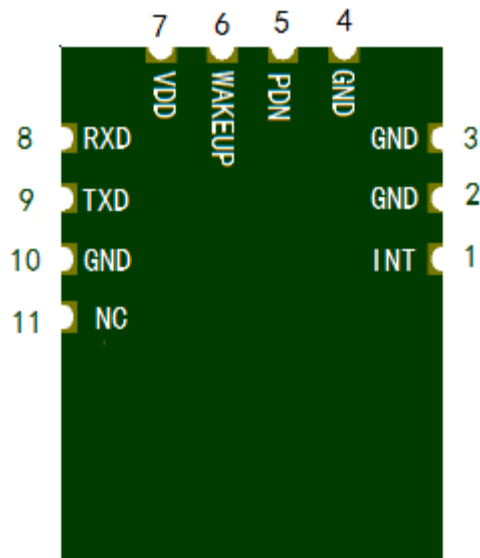 7 6 5 4
VDD WAKEUP PDN GND
8 RXD GND 3
9 TXD GND 2
10 GND INT 1
11 NC